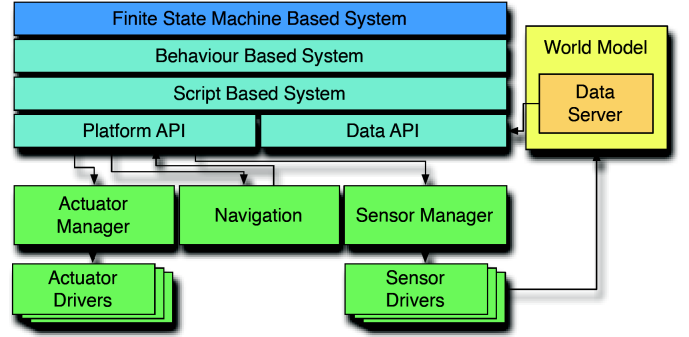 Finite State Machine Based System
Behaviour Based System
World Model
Script Based System
Data
Server
Platform API
Data API
Actuator
Manager
Navigation
Sensor Manager
Actuator
Drivers
Sensor
Drivers